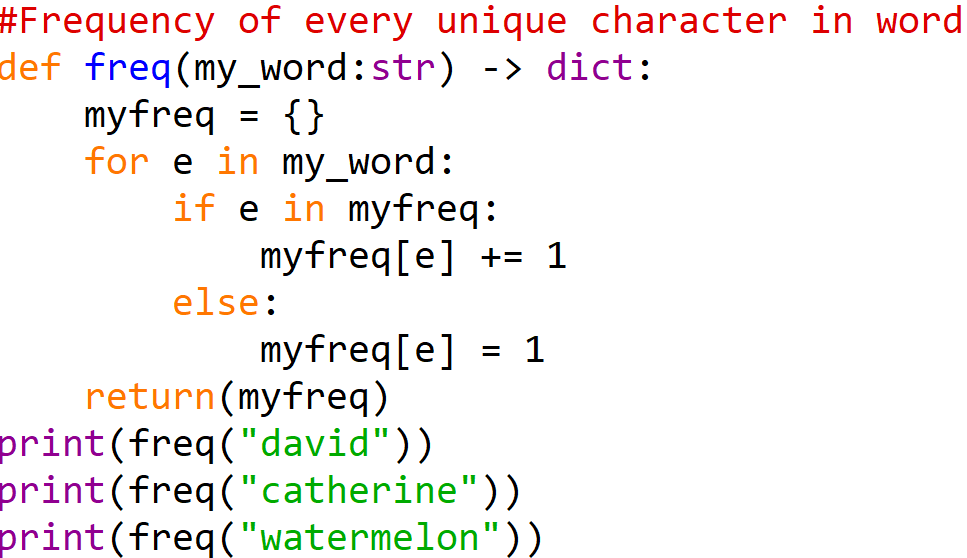 #Frequency of every unique character in word
def freq(my_word:str) -> dict:
    myfreq = {}
    for e in my_word:
        if e in myfreq:
            myfreq[e] += 1
        else:
            myfreq[e] = 1
    return(myfreq)
print(freq("david"))
print(freq("catherine"))
print(freq("watermelon"))